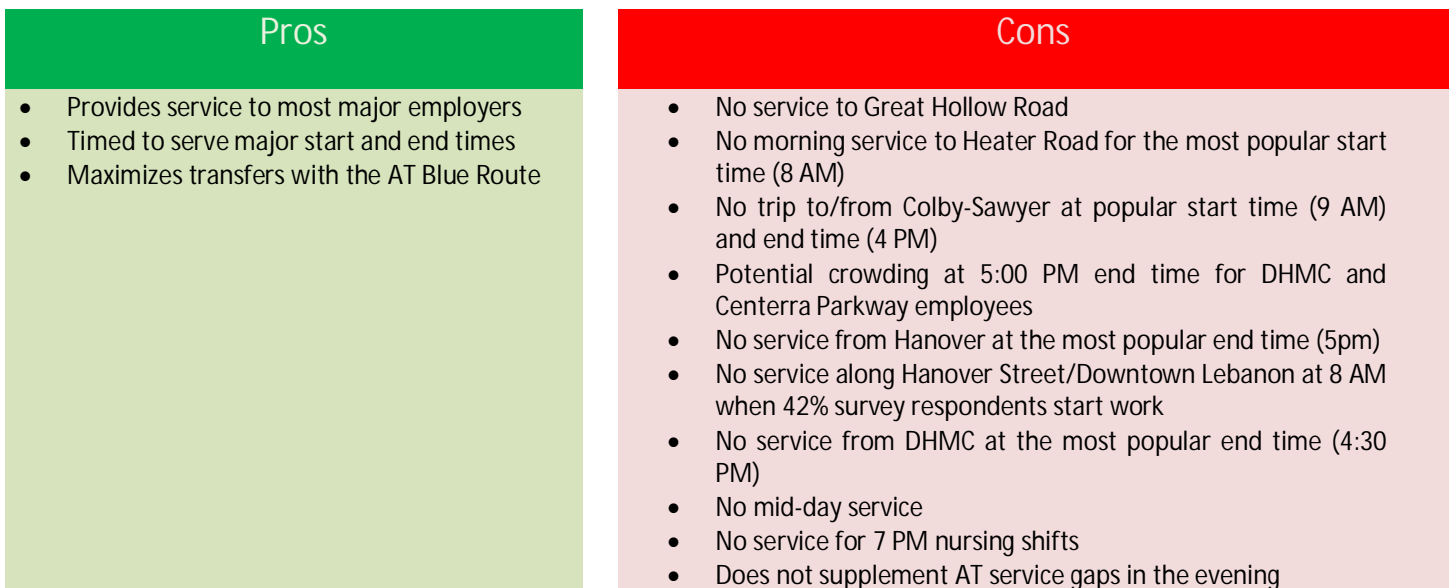 Pros
• Provides service to most major employers
• Timed to serve major start and end times
• Maximizes transfers with the AT Blue Route
Cons
• No service to Great Hollow Road
• No morning service to Heater Road for the most popular start
time (8 AM)
• No trip to/from Colby-Sawyer at popular start time (9 AM)
and end time (4 PM)
• Potential crowding at 5:00 PM end time for DHMC and
Centerra Parkway employees
• No service from Hanover at the most popular end time (5pm)
• No service along Hanover Street/Downtown Lebanon at 8 AM
when 42% survey respondents start work
• No service from DHMC at the most popular end time (4:30
PM)
• No mid-day service
• No service for 7 PM nursing shifts
• Does not supplement AT service gaps in the evening